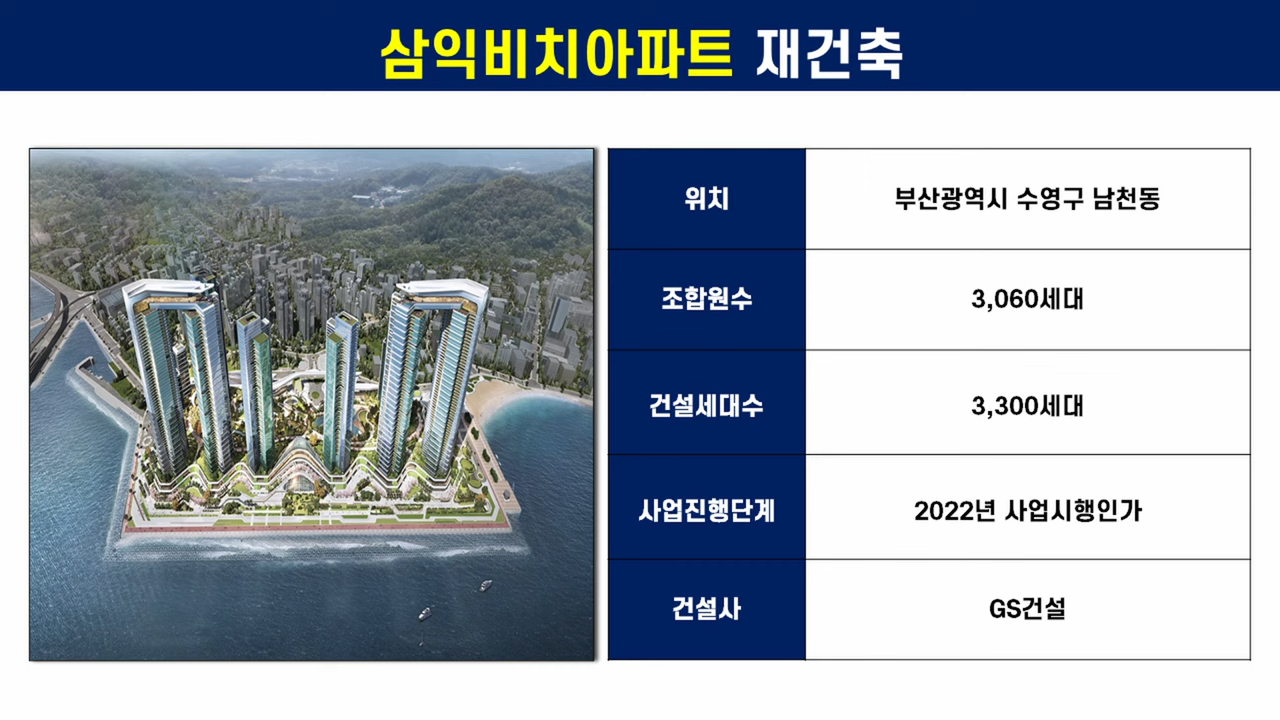 삼익비치아파트 재건축
위치 부산광역시 수영구 남천동
조합원수 3,060세대
건설세대수 3,300세대
사업진행단계 2022년 사업시행인가
건설사 GS건설